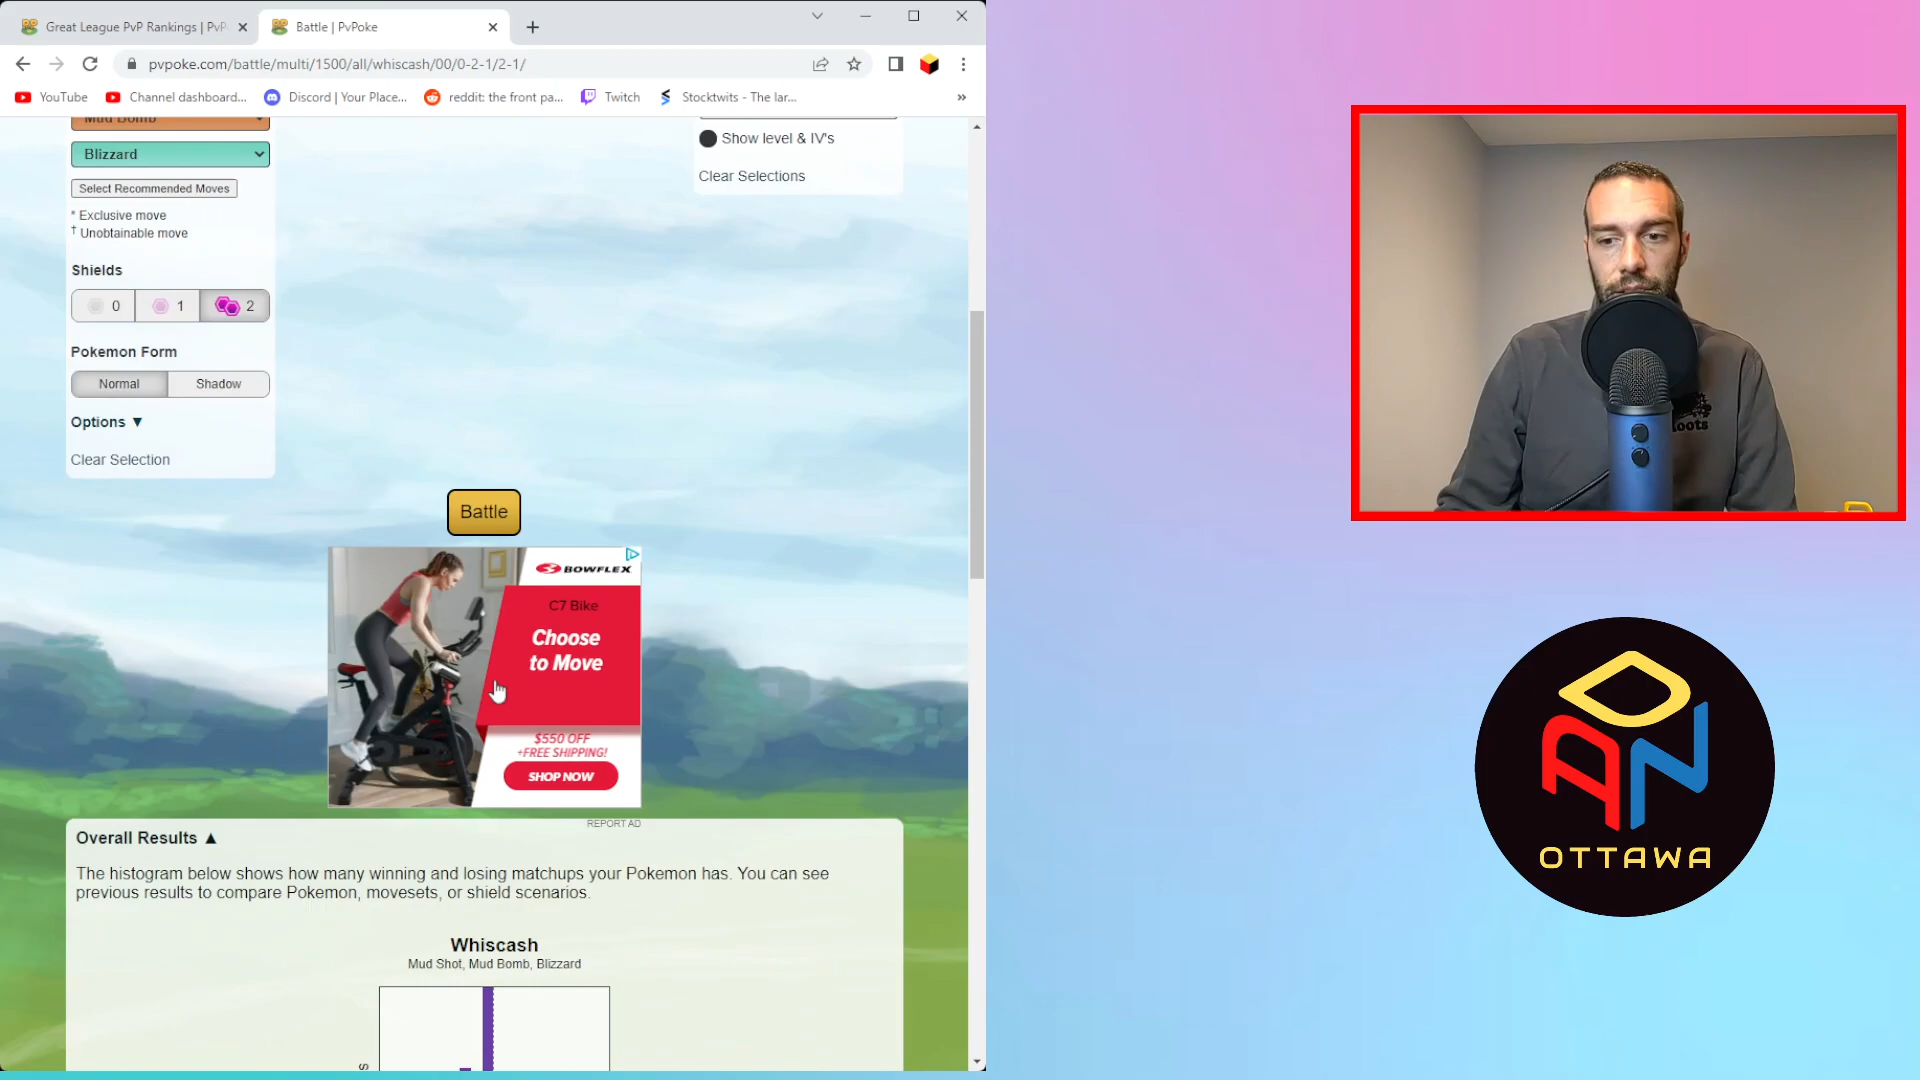 Great League PvP Rankings | PvP
Battle | PvPoke
pvpoke.com/battle/multi/1500/all/whiscash/00/0-2-1/2-1/
YouTube
Channel dashboard...
Discord | Your Place...
reddit: the front pa...
Twitch
Stocktwits - The lar...
»
Mud Bomb
Blizzard
Select Recommended Moves
* Exclusive move
† Unobtainable move
Shields
0
1
2
Pokemon Form
Normal
Shadow
Options ▼
Clear Selection
Show level & IV's
Clear Selections
Battle
BOWFLEX
C7 Bike
Choose
to Move
$550 OFF
+FREE SHIPPING!
SHOP NOW
REPORT AD
Overall Results ▲
The histogram below shows how many winning and losing matchups your Pokemon has. You can see
previous results to compare Pokemon, movesets, or shield scenarios.
Whiscash
Mud Shot, Mud Bomb, Blizzard
oots
DAN
OTTAWA